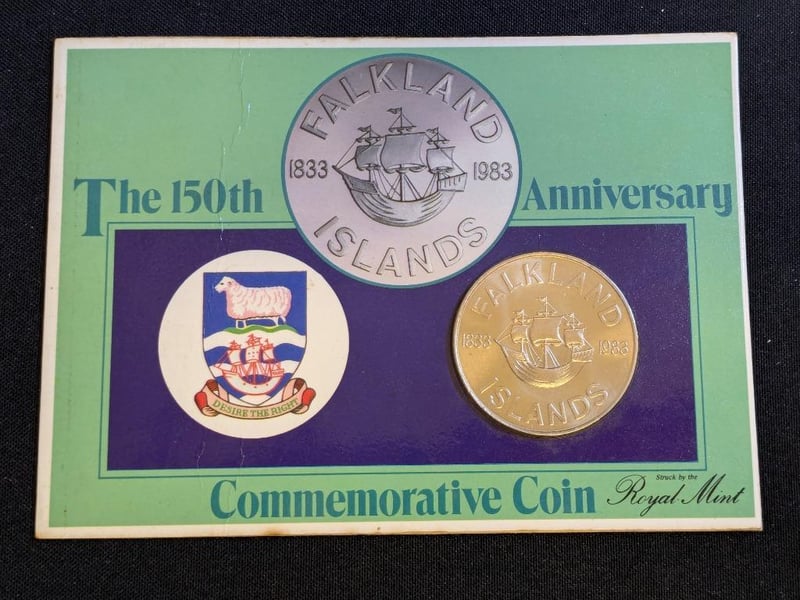 FALKLAND
1833 1983
ISLANDS
The 150th Anniversary
DESIRE THE RIGHT
FALKLAND
1833 1983
ISLANDS
Commemorative Coin
Struck by the
Royal Mint